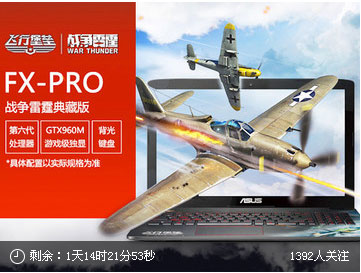 飞行堡垒 战争雷霆
WAR THUNDER
FX-PRO
战争雷霆典藏版
第六代 GTX960M 背光
处理器 游戏级独显 键盘
*具体配置以实际规格为准
ASUS
剩余：1天14时21分53秒 1392人关注